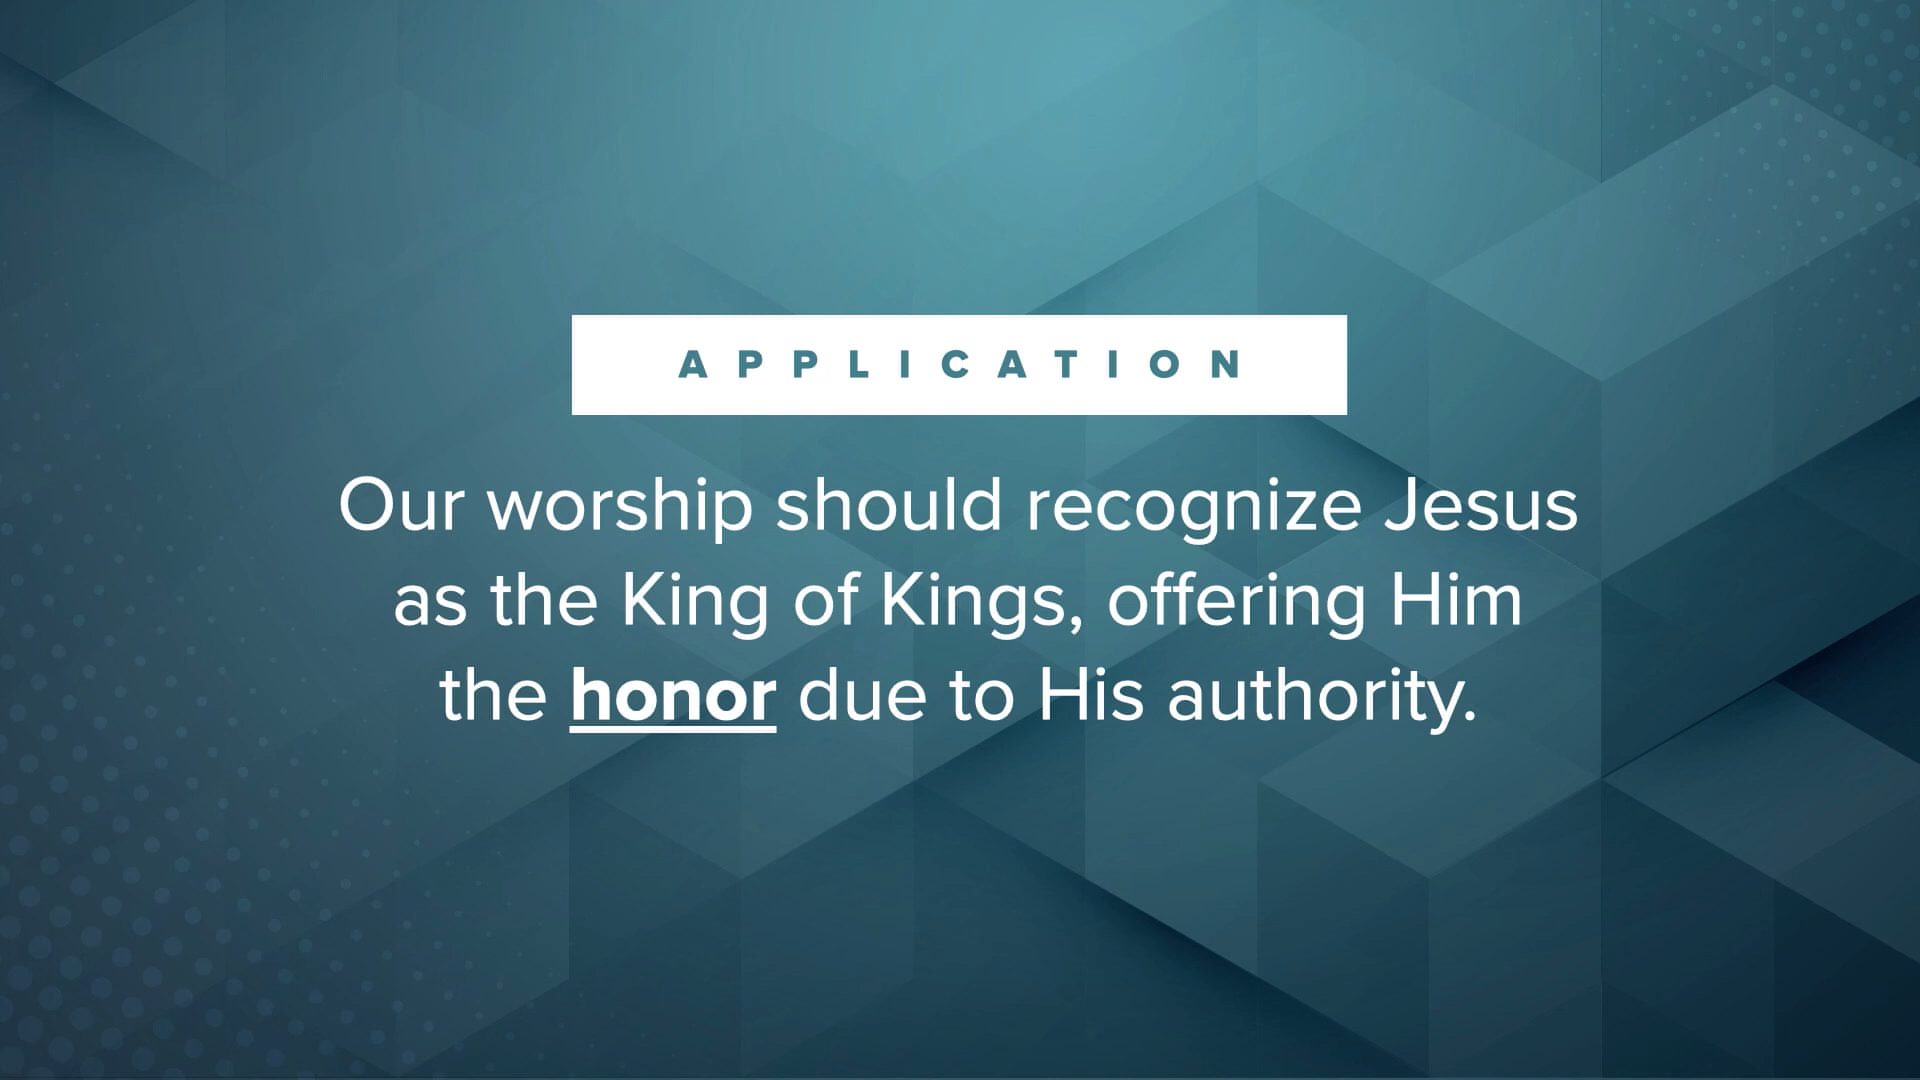 APPLICATION
Our worship should recognize Jesus
as the King of Kings, offering Him
the honor due to His authority.